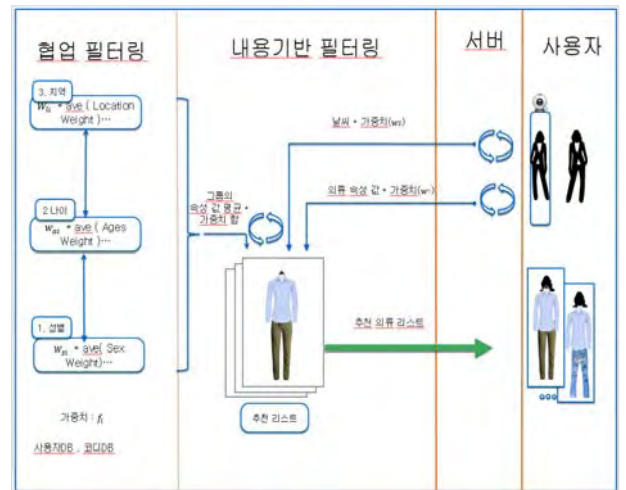 협업 필터링
내용기반 필터링
서버
사용자
3. 지역
* ave ( Location
Weight )…
2.나이
* ave ( Ages
Weight )…
1. 성별
* ave( Sex
Weight)…
가중치 :
사용자DB , 코디DB
그룹의
속성 값 평균 *
가중치 합
날씨 * 가중치
의류 속성 값 * 가중치
추천 의류 리스트
추천 리스트